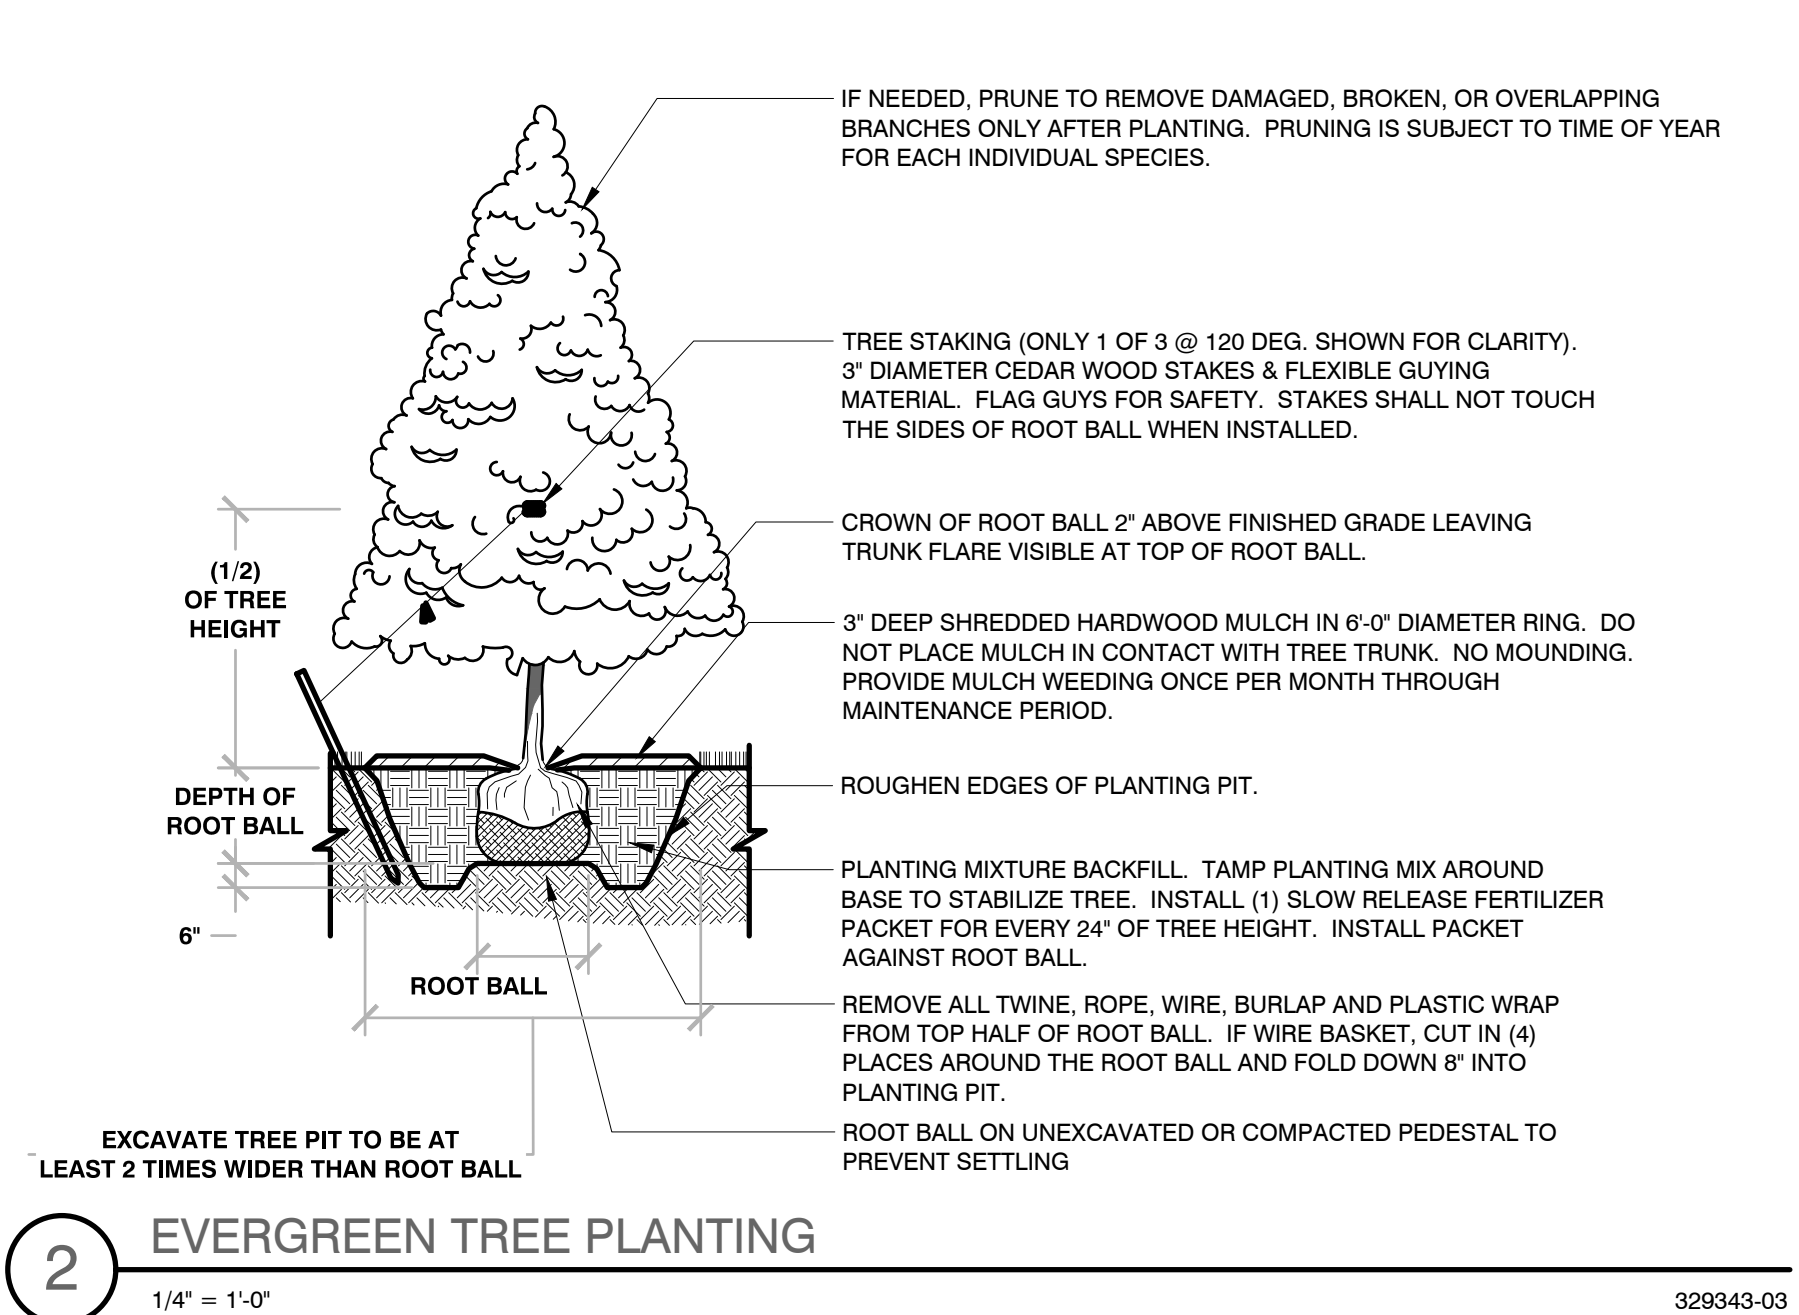 IF NEEDED, PRUNE TO REMOVE DAMAGED, BROKEN, OR OVERLAPPING
BRANCHES ONLY AFTER PLANTING.  PRUNING IS SUBJECT TO TIME OF YEAR
FOR EACH INDIVIDUAL SPECIES.
TREE STAKING (ONLY 1 OF 3 @ 120 DEG. SHOWN FOR CLARITY).
3" DIAMETER CEDAR WOOD STAKES & FLEXIBLE GUYING
MATERIAL.  FLAG GUYS FOR SAFETY.  STAKES SHALL NOT TOUCH
THE SIDES OF ROOT BALL WHEN INSTALLED.
CROWN OF ROOT BALL 2" ABOVE FINISHED GRADE LEAVING
TRUNK FLARE VISIBLE AT TOP OF ROOT BALL.
3" DEEP SHREDDED HARDWOOD MULCH IN 6'-0" DIAMETER RING.  DO
NOT PLACE MULCH IN CONTACT WITH TREE TRUNK.  NO MOUNDING.
PROVIDE MULCH WEEDING ONCE PER MONTH THROUGH
MAINTENANCE PERIOD.
ROUGHEN EDGES OF PLANTING PIT.
PLANTING MIXTURE BACKFILL.  TAMP PLANTING MIX AROUND
BASE TO STABILIZE TREE.  INSTALL (1) SLOW RELEASE FERTILIZER
PACKET FOR EVERY 24" OF TREE HEIGHT.  INSTALL PACKET
AGAINST ROOT BALL.
REMOVE ALL TWINE, ROPE, WIRE, BURLAP AND PLASTIC WRAP
FROM TOP HALF OF ROOT BALL.  IF WIRE BASKET, CUT IN (4)
PLACES AROUND THE ROOT BALL AND FOLD DOWN 8" INTO
PLANTING PIT.
ROOT BALL ON UNEXCAVATED OR COMPACTED PEDESTAL TO
PREVENT SETTLING
(1/2)
OF TREE
HEIGHT
DEPTH OF
ROOT BALL
6"
ROOT BALL
EXCAVATE TREE PIT TO BE AT
LEAST 2 TIMES WIDER THAN ROOT BALL
2
EVERGREEN TREE PLANTING
1/4" = 1'-0"
329343-03